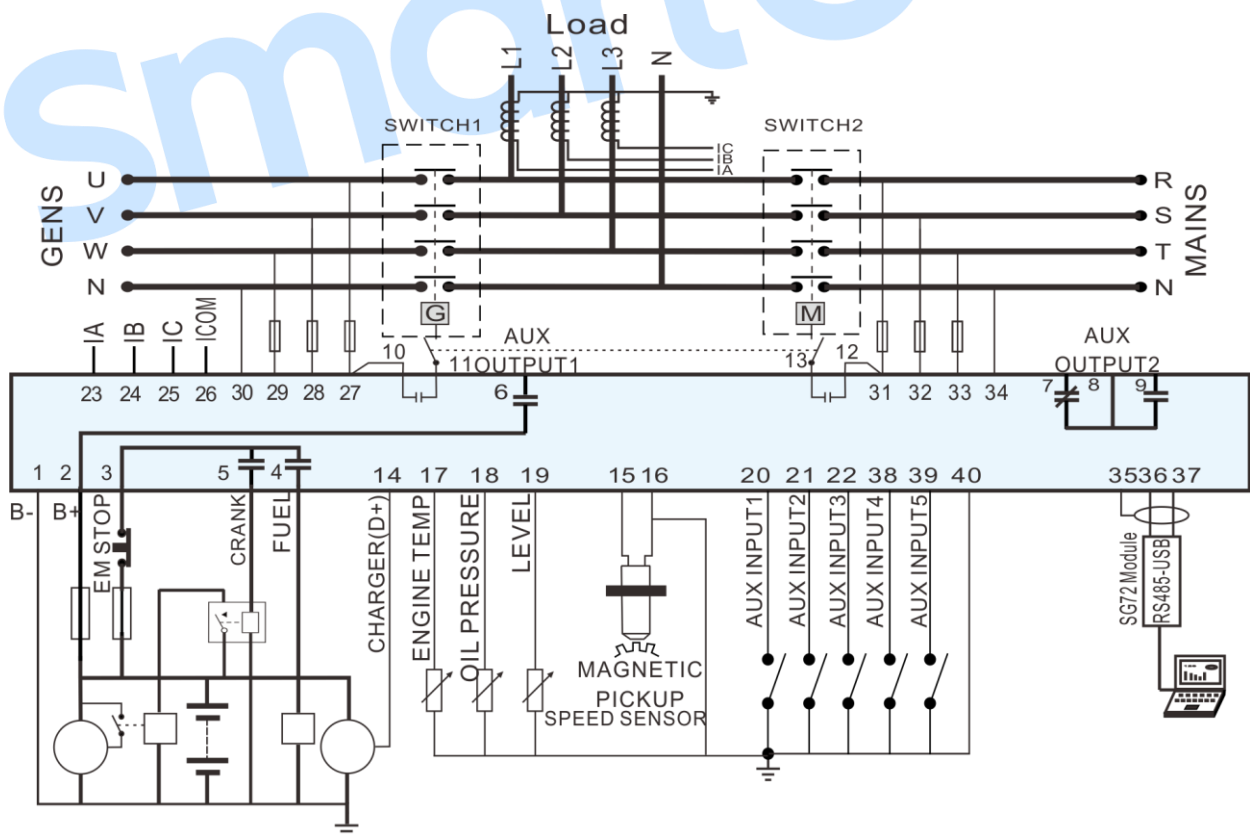 smart
Load
L1
L2
L3
N
SWITCH1
SWITCH2
IC
IB
IA
GENS
U
V
W
N
R
S
T
N
MAINS
G
M
IA
IB
IC
ICOM
10
11
AUX
OUTPUT1
13
12
AUX
OUTPUT2
23 24 25 26 30 29 28 27
6
31 32 33 34
7 8 9
1 2 3 5 4 14 17 18 19 15 16 20 21 22 38 39 40 35 36 37
B-
B+
EM STOP
CRANK
FUEL
CHARGER(D+)
ENGINE TEMP
OIL PRESSURE
LEVEL
MAGNETIC
PICKUP
SPEED SENSOR
AUX INPUT1
AUX INPUT2
AUX INPUT3
AUX INPUT4
AUX INPUT5
SG72 Module
RS485-USB